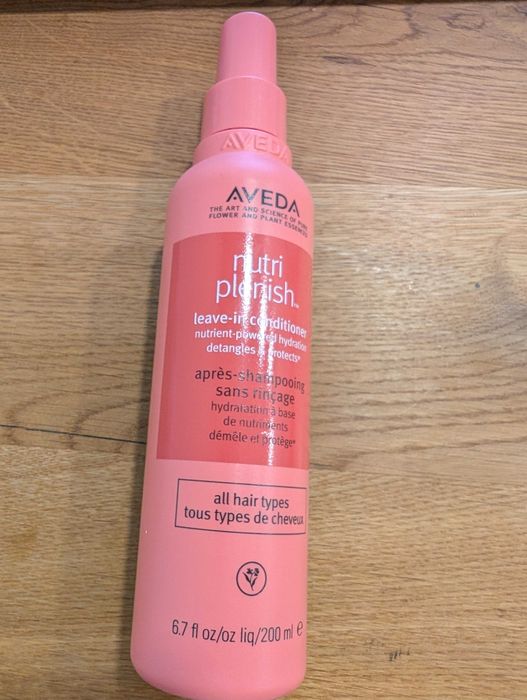 AVEDA
AVEDA
THE ART AND SCIENCE OF PURE
FLOWER AND PLANT ESSENCES
nutri
plenish™
leave-in conditioner
nutrient-powered hydration
detangles + protects*
après-shampooing
sans rinçage
hydratation à base
de nutriments
démêle et protège*
all hair types
tous types de cheveux
6.7 fl oz/oz liq/200 ml ℮